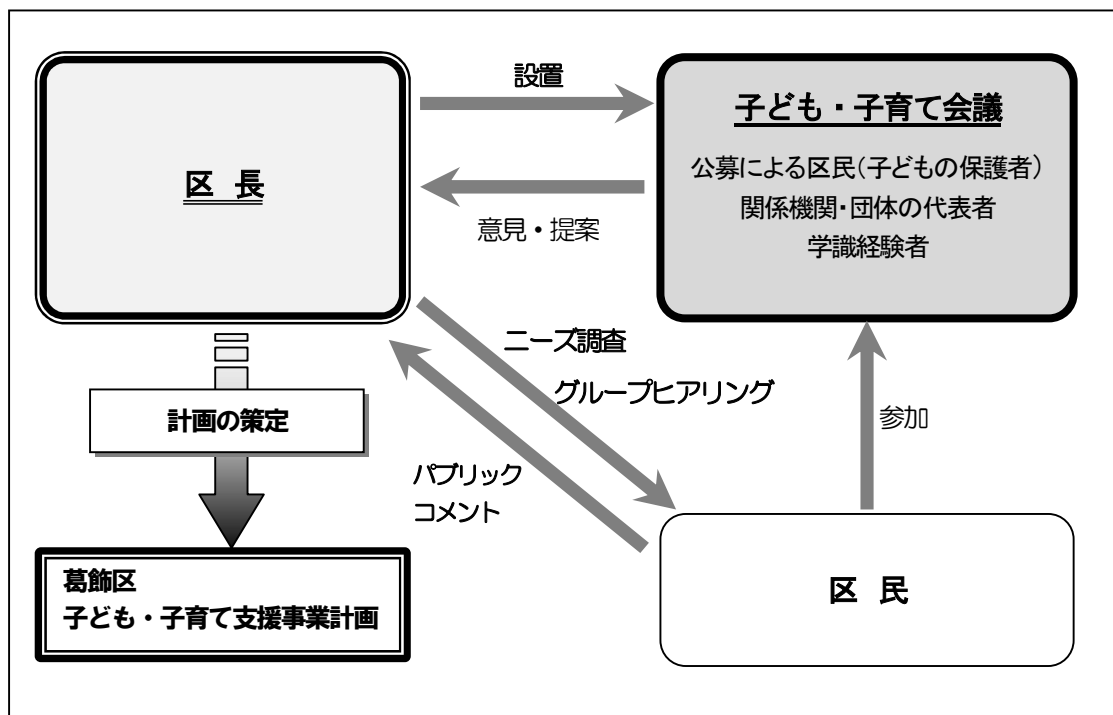 設置
区 長
子ども・子育て会議
公募による区民(子どもの保護者)
関係機関・団体の代表者
学識経験者
意見・提案
ニーズ調査
グループヒアリング
計画の策定
参加
パブリック
コメント
葛飾区
子ども・子育て支援事業計画
区 民